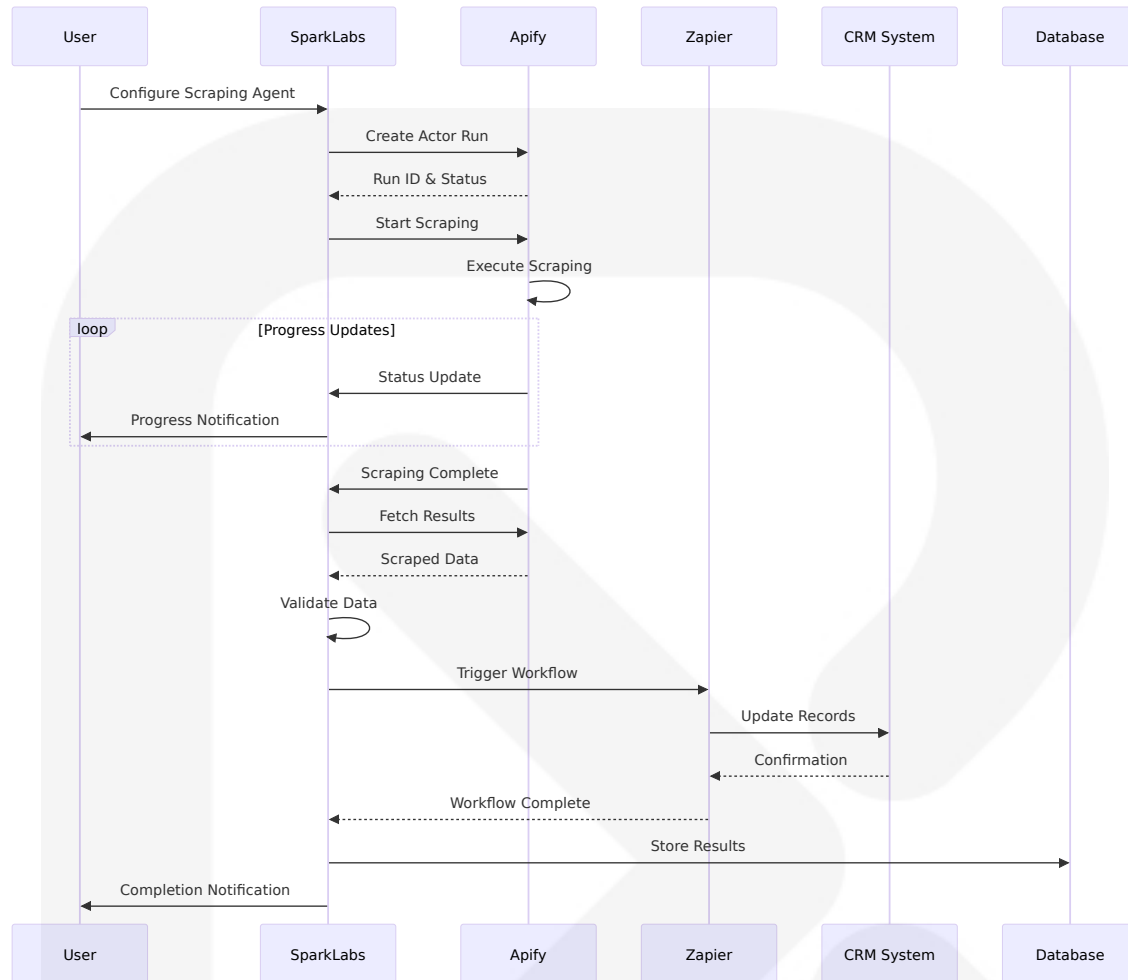 User
SparkLabs
Apify
Zapier
CRM System
Database
Configure Scraping Agent
Create Actor Run
Run ID & Status
Start Scraping
Execute Scraping
loop
[Progress Updates]
Status Update
Progress Notification
Scraping Complete
Fetch Results
Scraped Data
Validate Data
Trigger Workflow
Update Records
Confirmation
Workflow Complete
Store Results
Completion Notification
User
SparkLabs
Apify
Zapier
CRM System
Database